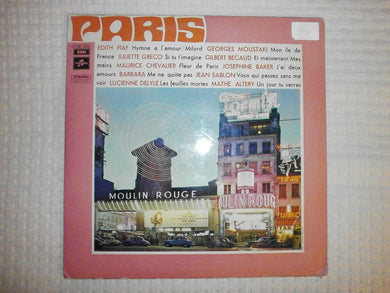 PARIS
EDITH PIAF Hymne a l'amour/Milord GEORGES MOUSTAKI Mon ile de
France JULIETTE GRECO Si tu t'imagine GILBERT BECAUD Et maintenant/Mes
mains MAURICE CHEVALIER Fleur de Paris JOSEPHINE BAKER J'ai deux
amours BARBARA Me ne quitte pas JEAN SABLON Vous qui passez sans me
voir LUCIENNE DELYLE Les feuilles mortes MATHE' ALTERY Un jour tu verras
MOULIN ROUGE
MOULIN ROUGE
TABAC